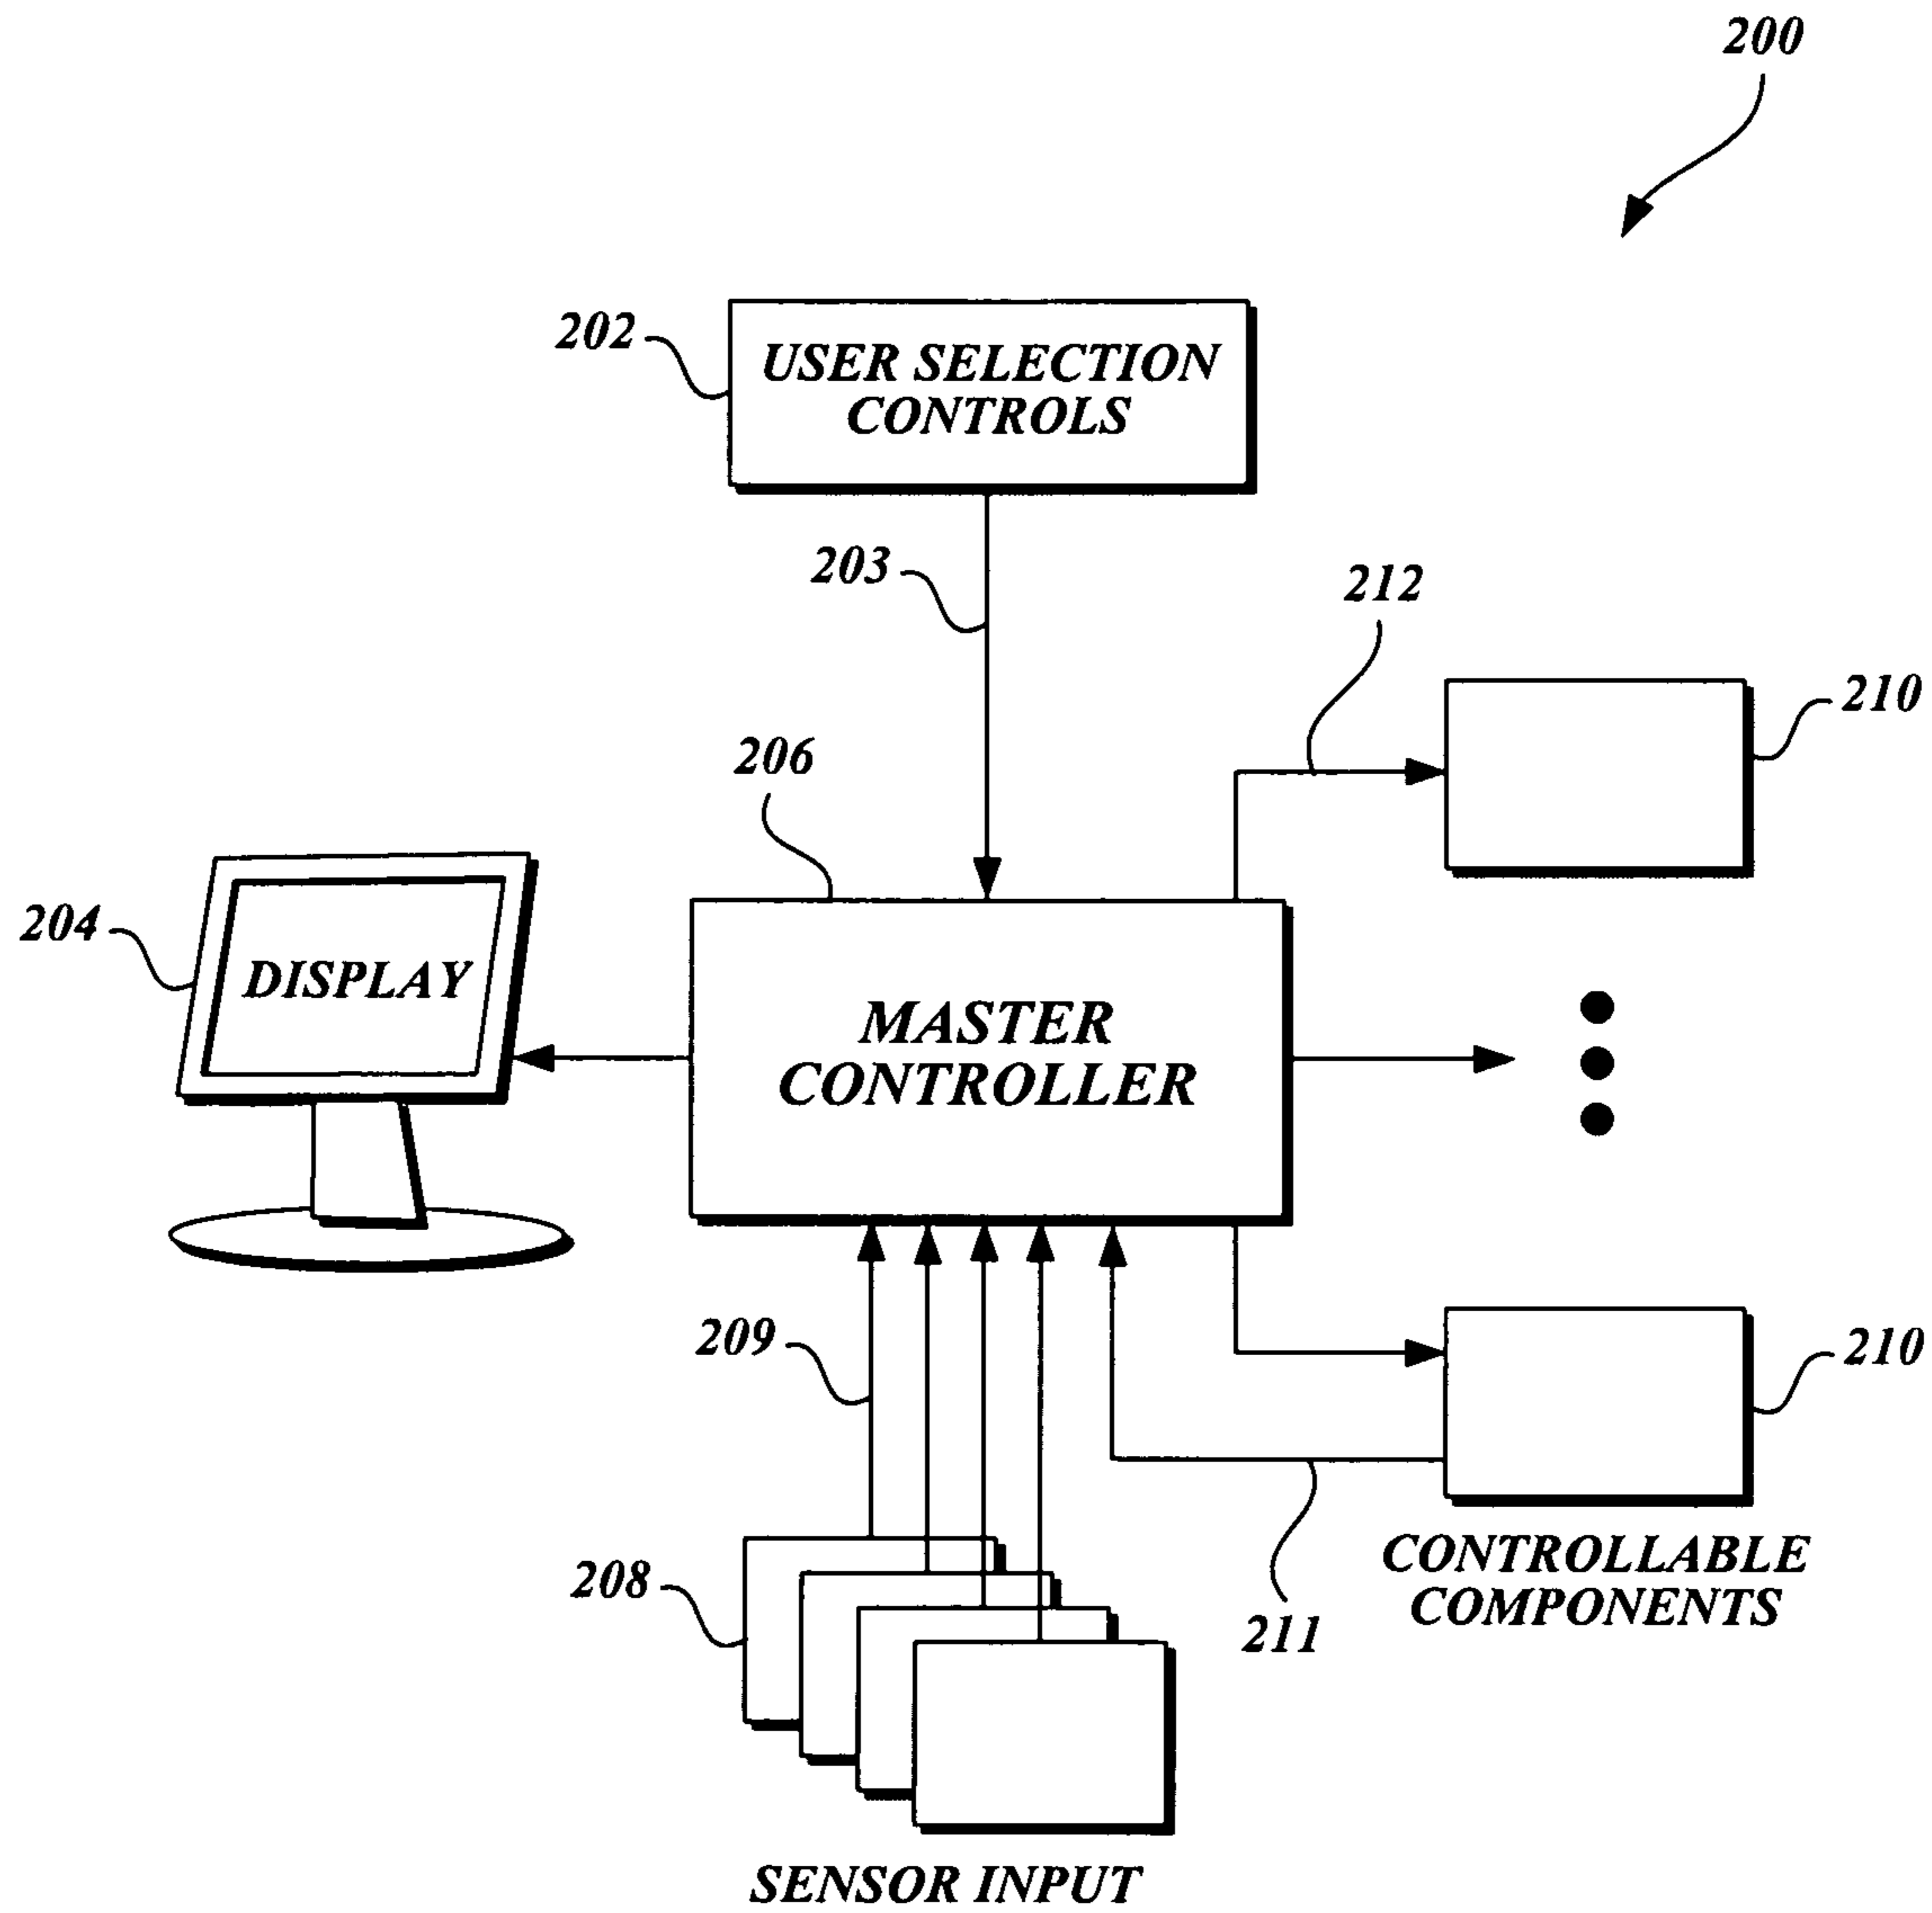 200
202
USER SELECTION
CONTROLS
203
212
210
206
204
DISPLAY
MASTER
CONTROLLER
209
210
208
211
CONTROLLABLE
COMPONENTS
SENSOR INPUT